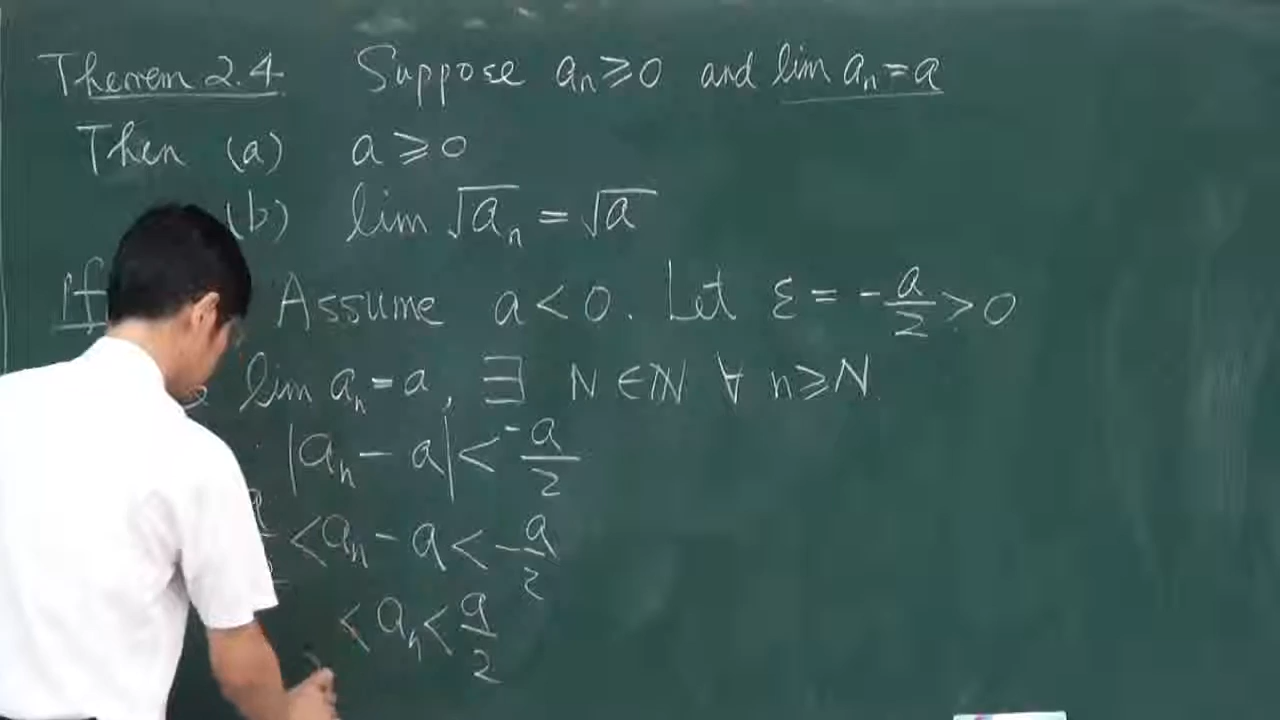 Theorem 2.4 Suppose aₙ ⩾ 0 and lim aₙ = a
Then (a) a ⩾ 0
(b) lim √aₙ = √a
Assume a < 0. Let ε = -a/2 > 0
lim aₙ = a, ∃ N ∈ ℕ ∀ n ⩾ N
|aₙ - a| < -a/2
a/2 < aₙ - a < -a/2
< aₙ < a/2